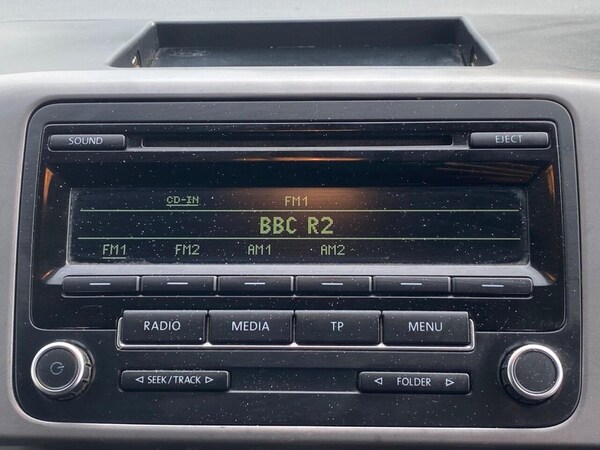 SOUND EJECT
CD-IN FM1
BBC R2
FM1 FM2 AM1 AM2
RADIO MEDIA TP MENU
SEEK/TRACK FOLDER